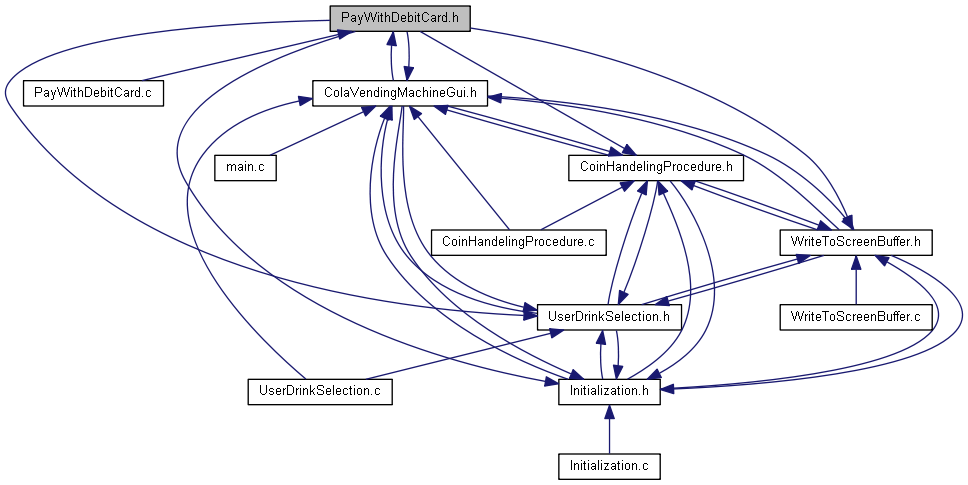 PayWithDebitCard.h
PayWithDebitCard.c
ColaVendingMachineGui.h
main.c
CoinHandelingProcedure.h
CoinHandelingProcedure.c
WriteToScreenBuffer.h
UserDrinkSelection.h
WriteToScreenBuffer.c
UserDrinkSelection.c
Initialization.h
Initialization.c